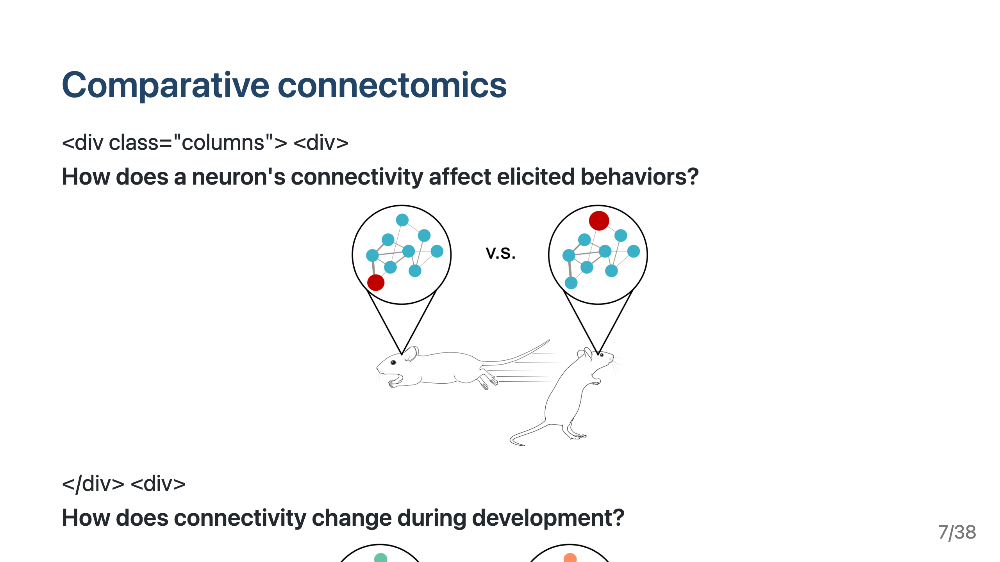 Comparative connectomics
<div class="columns"> <div>
How does a neuron's connectivity affect elicited behaviors?
v.s.
</div> <div>
How does connectivity change during development?
7/38